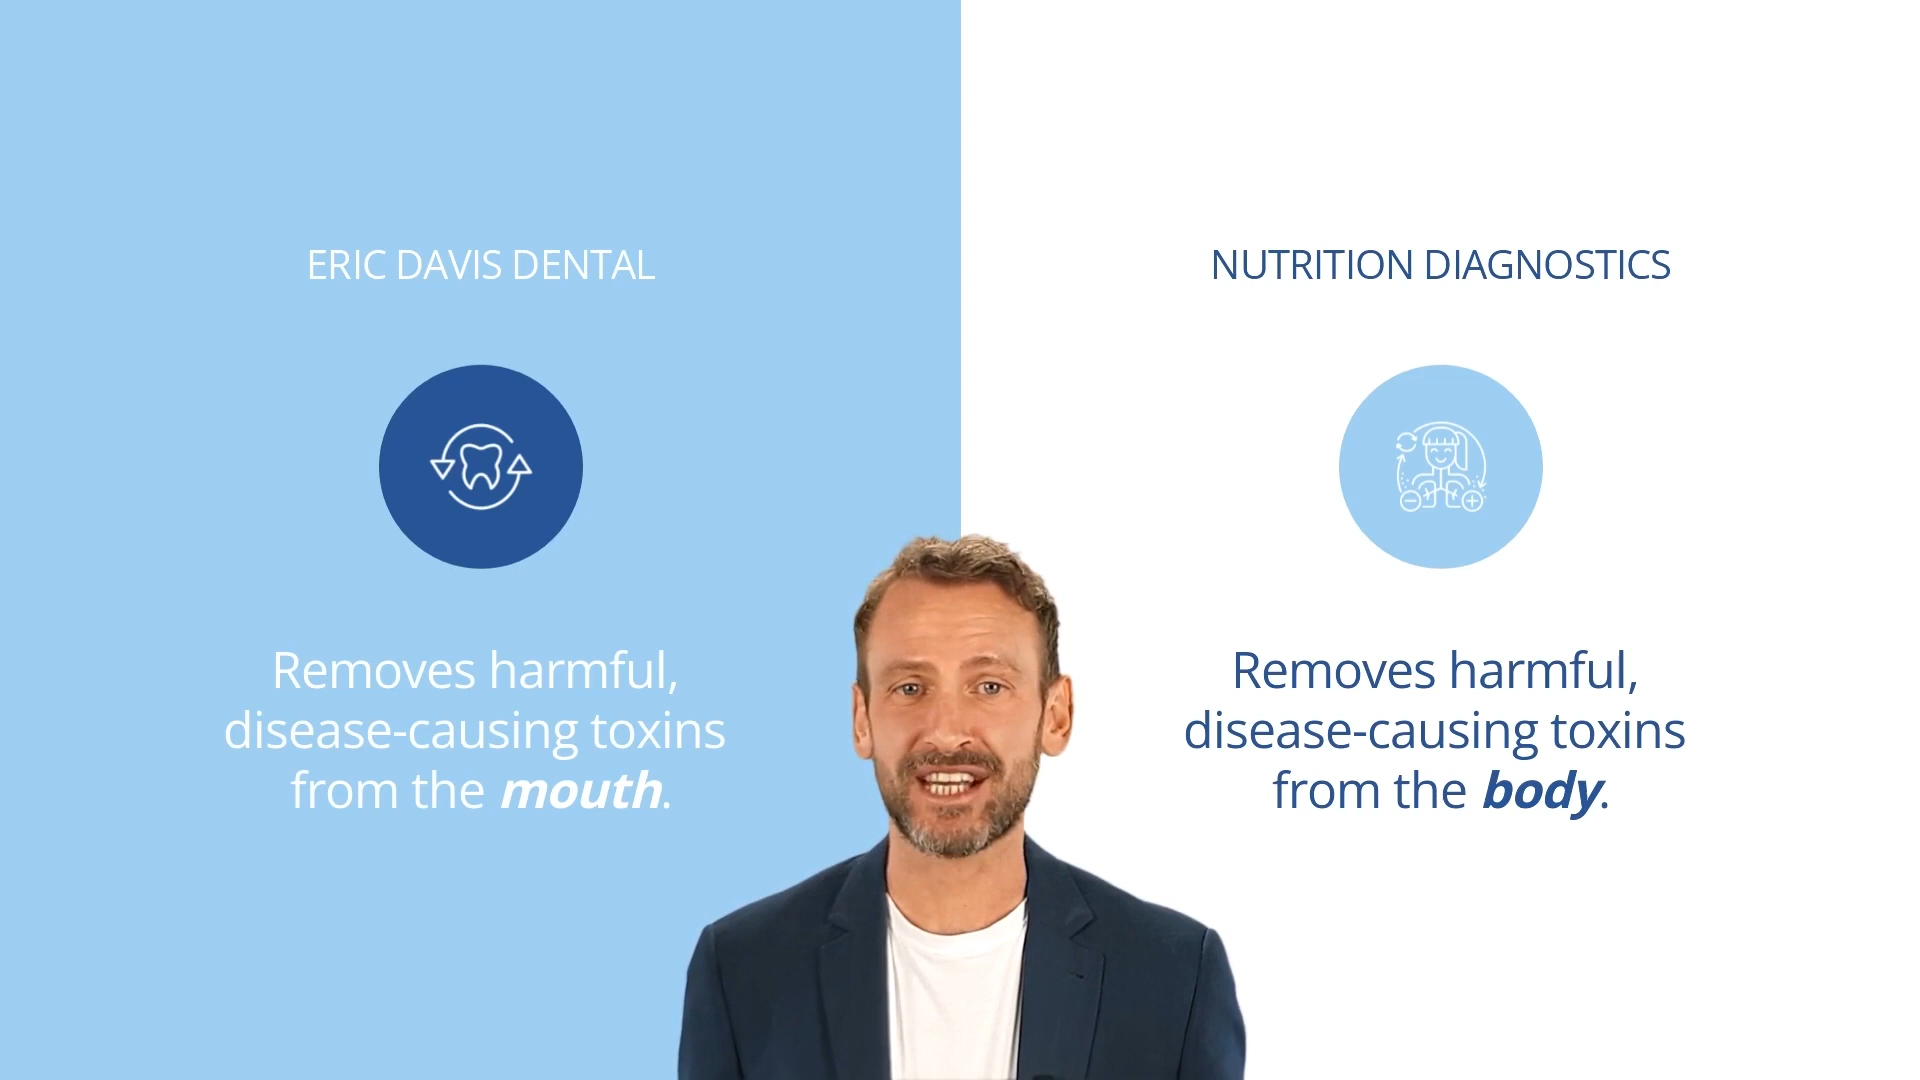 ERIC DAVIS DENTAL
Removes harmful,
disease-causing toxins
from the mouth.
NUTRITION DIAGNOSTICS
Removes harmful,
disease-causing toxins
from the body.